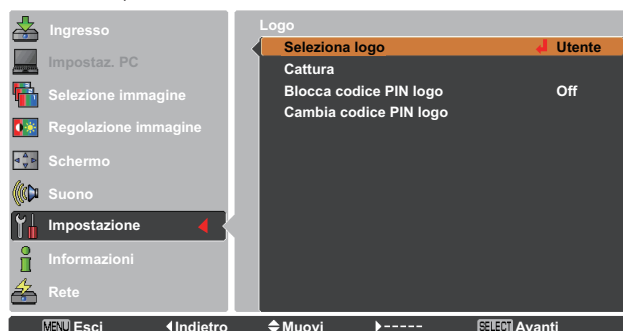 Ingresso
Impostaz. PC
Selezione immagine
Regolazione immagine
Schermo
Suono
Impostazione
Informazioni
Rete
Logo
Seleziona logo Utente
Cattura
Blocca codice PIN logo Off
Cambia codice PIN logo
MENU Esci Indietro Muovi ----- SELECT Avanti